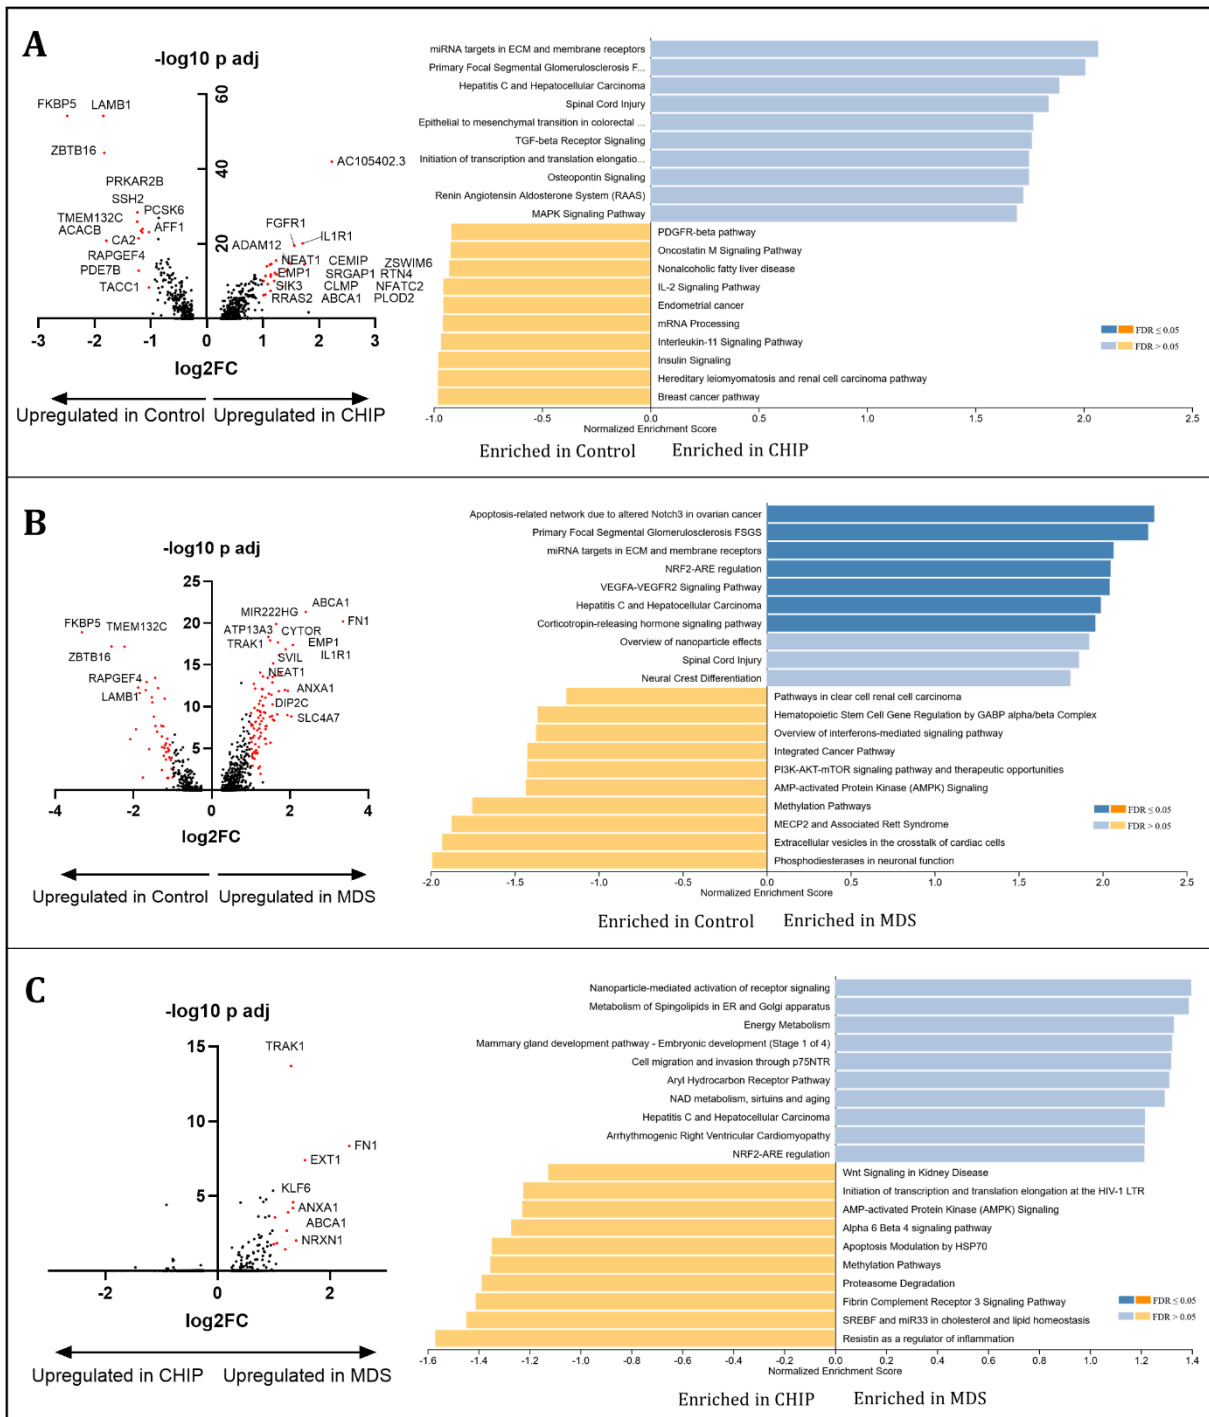 A
-log10 p adj
60
40
20
FKBP5
LAMB1
ZBTB16
PRKAR2B
SSH2
PCSK6
TMEM132C
ACACB
AFF1
CA2
RAPGEF4
PDE7B
TACC1
AC105402.3
FGFR1
IL1R1
ADAM12
NEAT1 CEMIP
ZSWIM6
EMP1 SRGAP1 RTN4
SIK3 CLMP NFATC2
RRAS2 ABCA1 PLOD2
-3 -2 -1 0 1 2 3
log2FC
Upregulated in Control Upregulated in CHIP
miRNA targets in ECM and membrane receptors
Primary Focal Segmental Glomerulosclerosis F...
Hepatitis C and Hepatocellular Carcinoma
Spinal Cord Injury
Epithelial to mesenchymal transition in colorectal ...
TGF-beta Receptor Signaling
Initiation of transcription and translation elongatio...
Osteopontin Signaling
Renin Angiotensin Aldosterone System (RAAS)
MAPK Signaling Pathway
PDGFR-beta pathway
Oncostatin M Signaling Pathway
Nonalcoholic fatty liver disease
IL-2 Signaling Pathway
Endometrial cancer
mRNA Processing
Interleukin-11 Signaling Pathway
Insulin Signaling
Hereditary leiomyomatosis and renal cell carcinoma pathway
Breast cancer pathway
FDR ≤ 0.05
FDR > 0.05
-1.0 -0.5 0.0 0.5 1.0 1.5 2.0 2.5
Normalized Enrichment Score
Enriched in Control Enriched in CHIP
B
-log10 p adj
25
20
15
10
5
FKBP5
TMEM132C
ZBTB16
RAPGEF4
LAMB1
ABCA1
MIR222HG
FN1
ATP13A3
CYTOR
TRAK1
EMP1
SVIL
IL1R1
NEAT1
ANXA1
DIP2C
SLC4A7
-4 -2 0 2 4
log2FC
Upregulated in Control Upregulated in MDS
Apoptosis-related network due to altered Notch3 in ovarian cancer
Primary Focal Segmental Glomerulosclerosis FSGS
miRNA targets in ECM and membrane receptors
NRF2-ARE regulation
VEGFA-VEGFR2 Signaling Pathway
Hepatitis C and Hepatocellular Carcinoma
Corticotropin-releasing hormone signaling pathway
Overview of nanoparticle effects
Spinal Cord Injury
Neural Crest Differentiation
Pathways in clear cell renal cell carcinoma
Hematopoietic Stem Cell Gene Regulation by GABP alpha/beta Complex
Overview of interferons-mediated signaling pathway
Integrated Cancer Pathway
PI3K-AKT-mTOR signaling pathway and therapeutic opportunities
AMP-activated Protein Kinase (AMPK) Signaling
Methylation Pathways
MECP2 and Associated Rett Syndrome
Extracellular vesicles in the crosstalk of cardiac cells
Phosphodiesterases in neuronal function
FDR ≤ 0.05
FDR > 0.05
-2.0 -1.5 -1.0 -0.5 0.0 0.5 1.0 1.5 2.0 2.5
Normalized Enrichment Score
Enriched in Control Enriched in MDS
C
-log10 p adj
15
10
5
TRAK1
FN1
EXT1
KLF6
ANXA1
ABCA1
NRXN1
-2 0 2
log2FC
Upregulated in CHIP Upregulated in MDS
Nanoparticle-mediated activation of receptor signaling
Metabolism of Spingolipids in ER and Golgi apparatus
Energy Metabolism
Mammary gland development pathway - Embryonic development (Stage 1 of 4)
Cell migration and invasion through p75NTR
Aryl Hydrocarbon Receptor Pathway
NAD metabolism, sirtuins and aging
Hepatitis C and Hepatocellular Carcinoma
Arrhythmogenic Right Ventricular Cardiomyopathy
NRF2-ARE regulation
Wnt Signaling in Kidney Disease
Initiation of transcription and translation elongation at the HIV-1 LTR
AMP-activated Protein Kinase (AMPK) Signaling
Alpha 6 Beta 4 signaling pathway
Apoptosis Modulation by HSP70
Methylation Pathways
Proteasome Degradation
Fibrin Complement Receptor 3 Signaling Pathway
SREBF and miR33 in cholesterol and lipid homeostasis
Resistin as a regulator of inflammation
FDR ≤ 0.05
FDR > 0.05
-1.6 -1.4 -1.2 -1.0 -0.8 -0.6 -0.4 -0.2 0.0 0.2 0.4 0.6 0.8 1.0 1.2 1.4
Normalized Enrichment Score
Enriched in CHIP Enriched in MDS